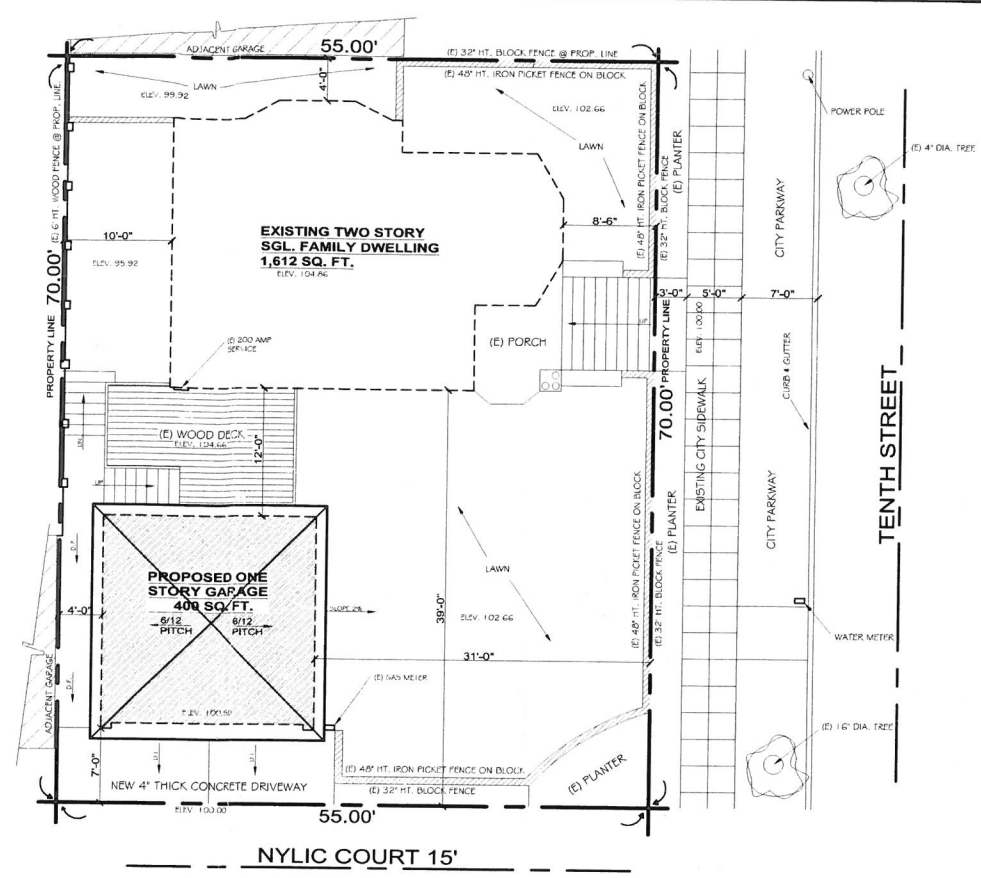 ADJACENT GARAGE
55.00'
(E) 32" HT. BLOCK FENCE @ PROP. LINE
(E) 48" HT. IRON PICKET FENCE ON BLOCK
LAWN
ELEV. 99.92
4'-0"
ELEV. 102.66
LAWN
POWER POLE
(E) 4" DIA. TREE
(E) 6' HT. WOOD FENCE @ PROP. LINE
(E) 48" HT. IRON PICKET FENCE ON BLOCK
(E) 32" HT. BLOCK FENCE
(E) PLANTER
CITY PARKWAY
10'-0"
EXISTING TWO STORY
SGL. FAMILY DWELLING
1,612 SQ. FT.
ELEV. 104.86
8'-6"
ELEV. 95.92
PROPERTY LINE 70.00'
3'-0"
5'-0"
7'-0"
(E) 200 AMP
SERVICE
(E) PORCH
UP
70.00' PROPERTY LINE
ELEV. 100.00
EXISTING CITY SIDEWALK
CURB & GUTTER
TENTH STREET
DN
(E) WOOD DECK
ELEV. 104.66
12'-0"
UP
(E) PLANTER
CITY PARKWAY
D.F.
PROPOSED ONE
STORY GARAGE
400 SQ. FT.
6/12
PITCH
6/12
PITCH
4'-0"
SLOPE 2%
39'-0"
LAWN
ELEV. 102.66
(E) 48" HT. IRON PICKET FENCE ON BLOCK
(E) 32" HT. BLOCK FENCE
WATER METER
31'-0"
ADJACENT GARAGE
D.F.
(E) GAS METER
ELEV. 100.50
(E) 16" DIA. TREE
7'-0"
(E) 48" HT. IRON PICKET FENCE ON BLOCK
(E) PLANTER
NEW 4" THICK CONCRETE DRIVEWAY
(E) 32" HT. BLOCK FENCE
ELEV. 100.00
55.00'
NYLIC COURT 15'